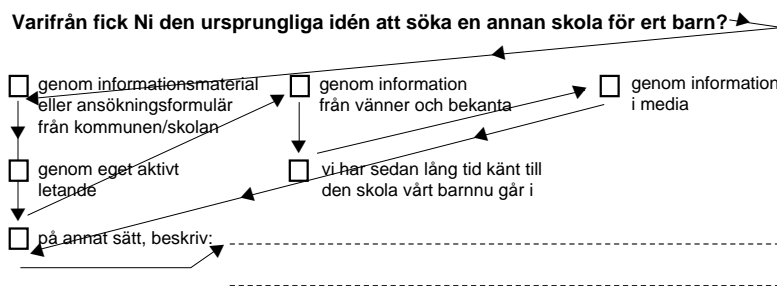 Varifrån fick Ni den ursprungliga idén att söka en annan skola för ert barn?
genom informationsmaterial
eller ansökningsformulär
från kommunen/skolan
genom eget aktivt
letande
genom information
från vänner och bekanta
vi har sedan lång tid känt till
den skola vårt barnnu går i
genom information
i media
på annat sätt, beskriv: